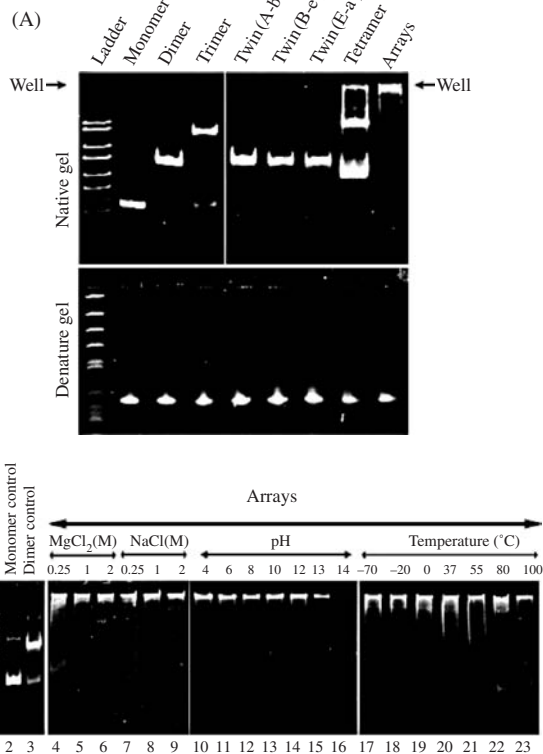 (A)
Ladder
Monomer
Dimer
Trimer
Twin(A-b
Twin(B-e
Twin(E-a
Tetramer
Arrays
Well
Well
Native gel
Denature gel
Monomer control
Dimer control
Arrays
MgCl₂(M) NaCl(M) pH Temperature (˚C)
0.25 1 2 0.25 1 2 4 6 8 10 12 13 14 –70 –20 0 37 55 80 100
2 3 4 5 6 7 8 9 10 11 12 13 14 15 16 17 18 19 20 21 22 23